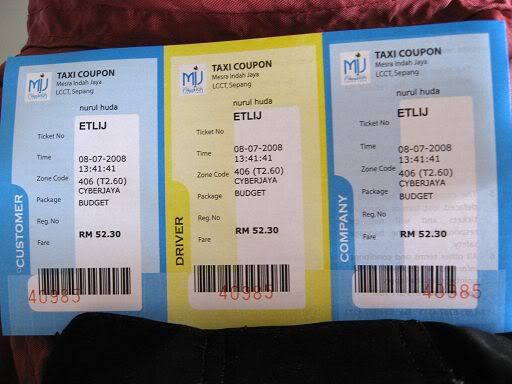 MIJ
TAXI COUPON
Mesra Indah Jaya
LCCT, Sepang
nurul huda
Ticket No ETLIJ
Time 08-07-2008
13:41:41
Zone Code 406 (T2.60)
CYBERJAYA
Package BUDGET
Reg.No
Fare RM 52.30
CUSTOMER
40985
MIJ
TAXI COUPON
Mesra Indah Jaya
LCCT, Sepang
nurul huda
Ticket No ETLIJ
Time 08-07-2008
13:41:41
Zone Code 406 (T2.60)
CYBERJAYA
Package BUDGET
Reg.No
Fare RM 52.30
DRIVER
40985
MIJ
TAXI COUPON
Mesra Indah Jaya
LCCT, Sepang
nurul huda
Ticket No ETLIJ
Time 08-07-2008
13:41:41
Zone Code 406 (T2.60)
CYBERJAYA
Package BUDGET
Reg.No
Fare RM 52.30
COMPANY
40985